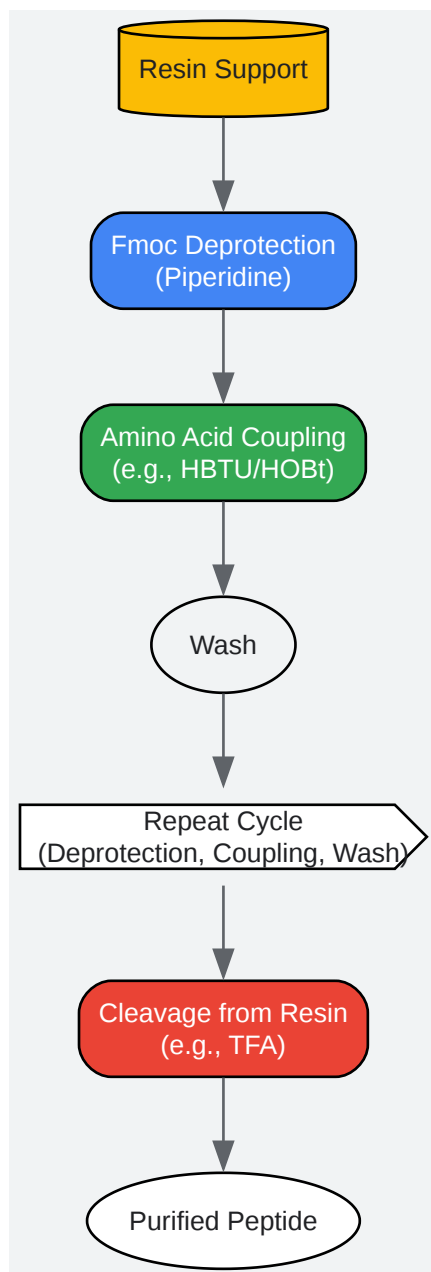 Resin Support
Fmoc Deprotection
(Piperidine)
Amino Acid Coupling
(e.g., HBTU/HOBt)
Wash
Repeat Cycle
(Deprotection, Coupling, Wash)
Cleavage from Resin
(e.g., TFA)
Purified Peptide